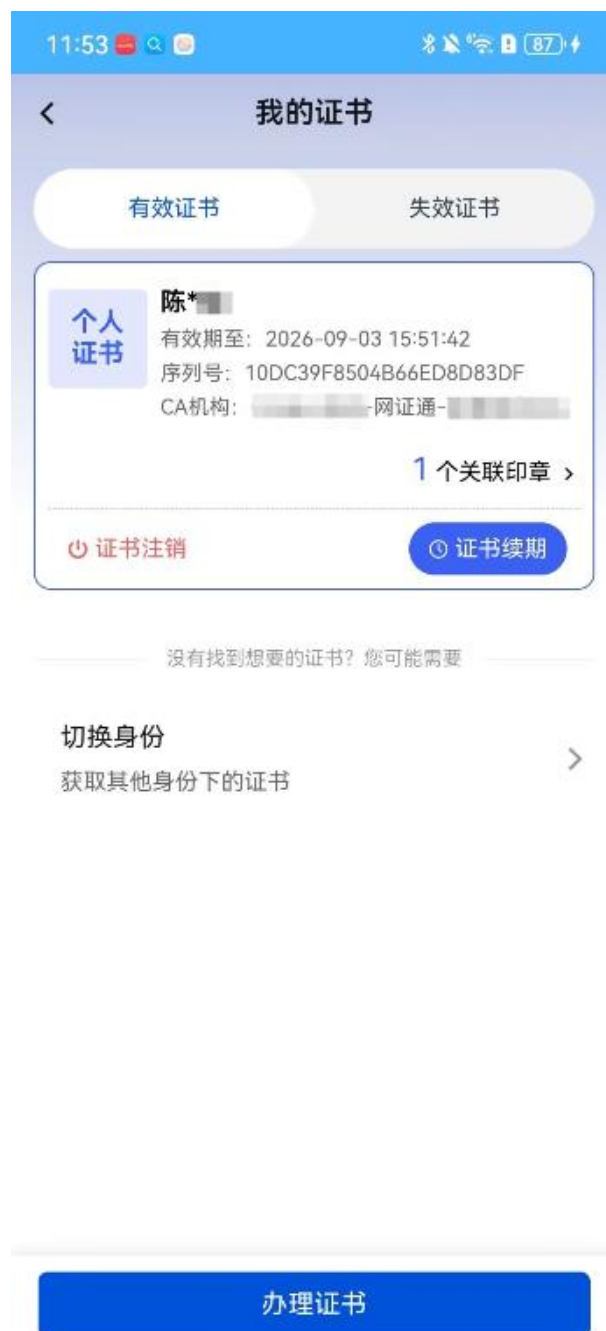 11:53
87
我的证书
有效证书
失效证书
个人
证书
陈*
有效期至：2026-09-03 15:51:42
序列号：10DC39F8504B66ED8D83DF
CA机构：
-网证通-
1 个关联印章
证书注销
证书续期
没有找到想要的证书？您可能需要
切换身份
获取其他身份下的证书
办理证书